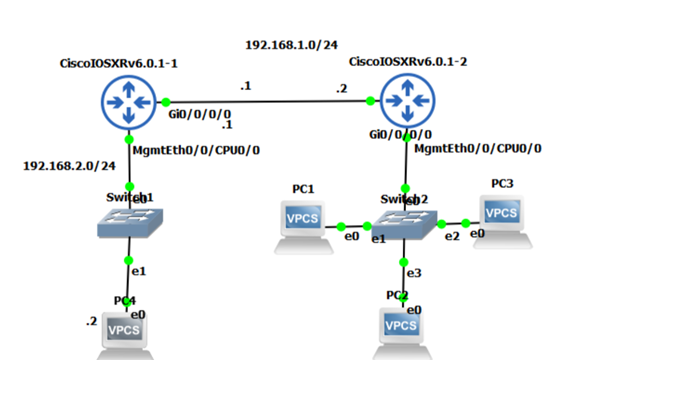 192.168.1.0/24
CiscoIOSXRv6.0.1-1
CiscoIOSXRv6.0.1-2
.1
.2
Gi0/0/0/0
.1
Gi0/0/0/0
MgmtEth0/0/CPU0/0
MgmtEth0/0/CPU0/0
192.168.2.0/24
PC1
PC3
Switch1
e0
Switch2
e0
VPCS
VPCS
e0
e1
e2
e0
e1
e3
PC4
PC2
e0
e0
.2
VPCS
VPCS